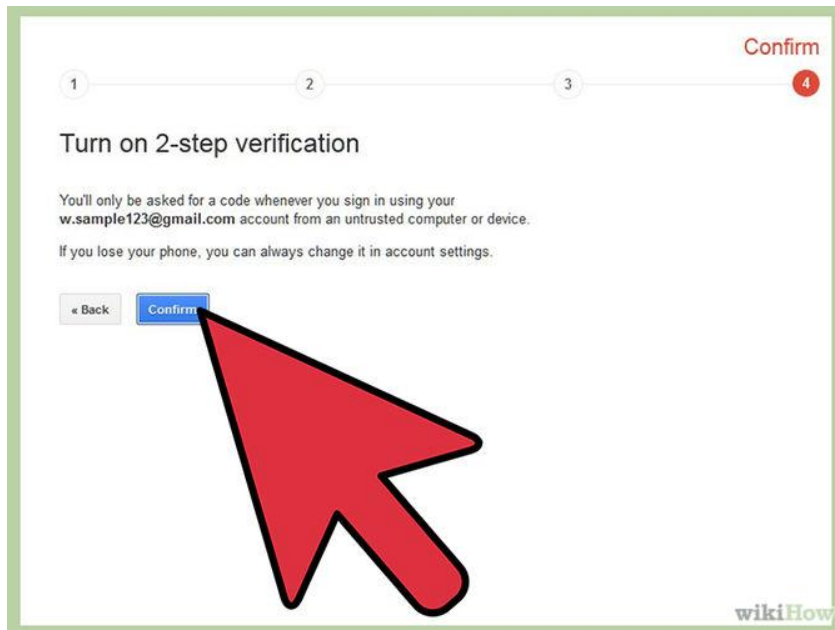 Confirm
1 2 3 4
Turn on 2-step verification
You'll only be asked for a code whenever you sign in using your
w.sample123@gmail.com account from an untrusted computer or device.
If you lose your phone, you can always change it in account settings.
« Back Confirm
wikiHow